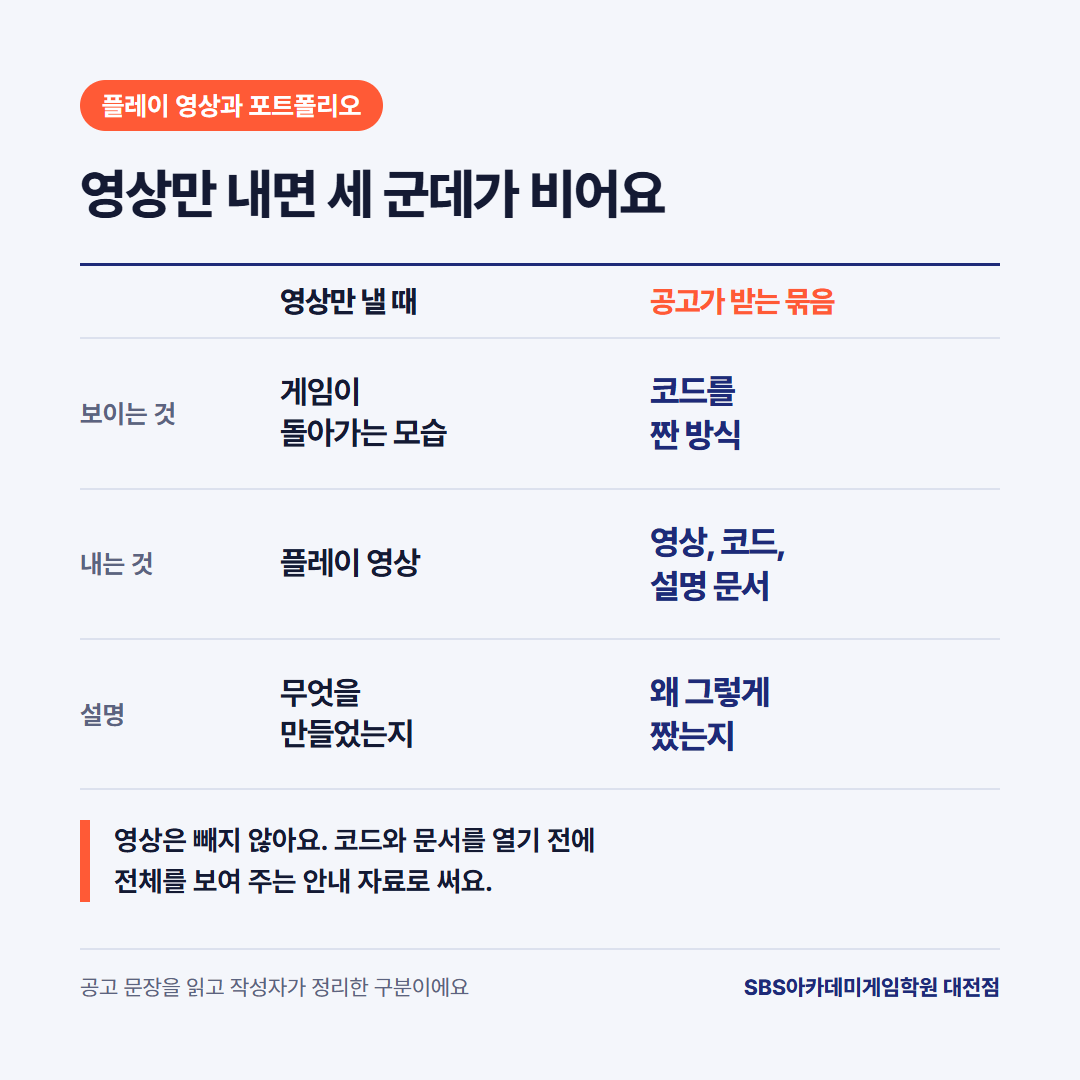 플레이 영상과 포트폴리오
영상만 내면 세 군데가 비어요
영상만 낼 때
공고가 받는 묶음
보이는 것
게임이
돌아가는 모습
코드를
짠 방식
내는 것
플레이 영상
영상, 코드,
설명 문서
설명
무엇을
만들었는지
왜 그렇게
짰는지
영상은 빼지 않아요. 코드와 문서를 열기 전에
전체를 보여 주는 안내 자료로 써요.
공고 문장을 읽고 작성자가 정리한 구분이에요
SBS아카데미게임학원 대전점